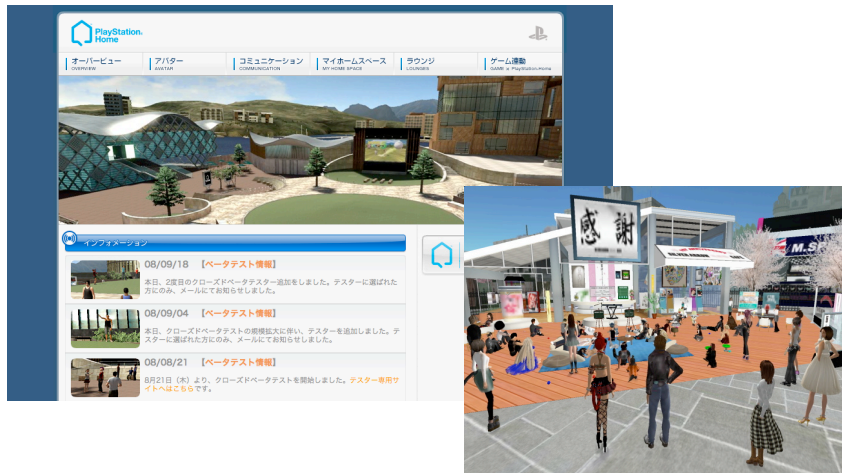 PlayStation.
Home
オーバービュー
OVERVIEW
アバター
AVATAR
コミュニケーション
COMMUNICATION
マイホームスペース
MY HOME SPACE
ラウンジ
LOUNGES
ゲーム連動
GAME x PlayStation.Home
インフォメーション
08/09/18 【ベータテスト情報】
本日、2度目のクローズドベータテスター追加をしました。テスターに選ばれた
方にのみ、メールにてお知らせしました。
08/09/04 【ベータテスト情報】
本日、クローズドベータテストの規模拡大に伴い、テスターを追加しました。テ
スターに選ばれた方にのみ、メールにてお知らせしました。
08/08/21 【ベータテスト情報】
8月21日（木）より、クローズドベータテストを開始しました。テスター専用サ
イトへはこちらです。
感謝
M.S